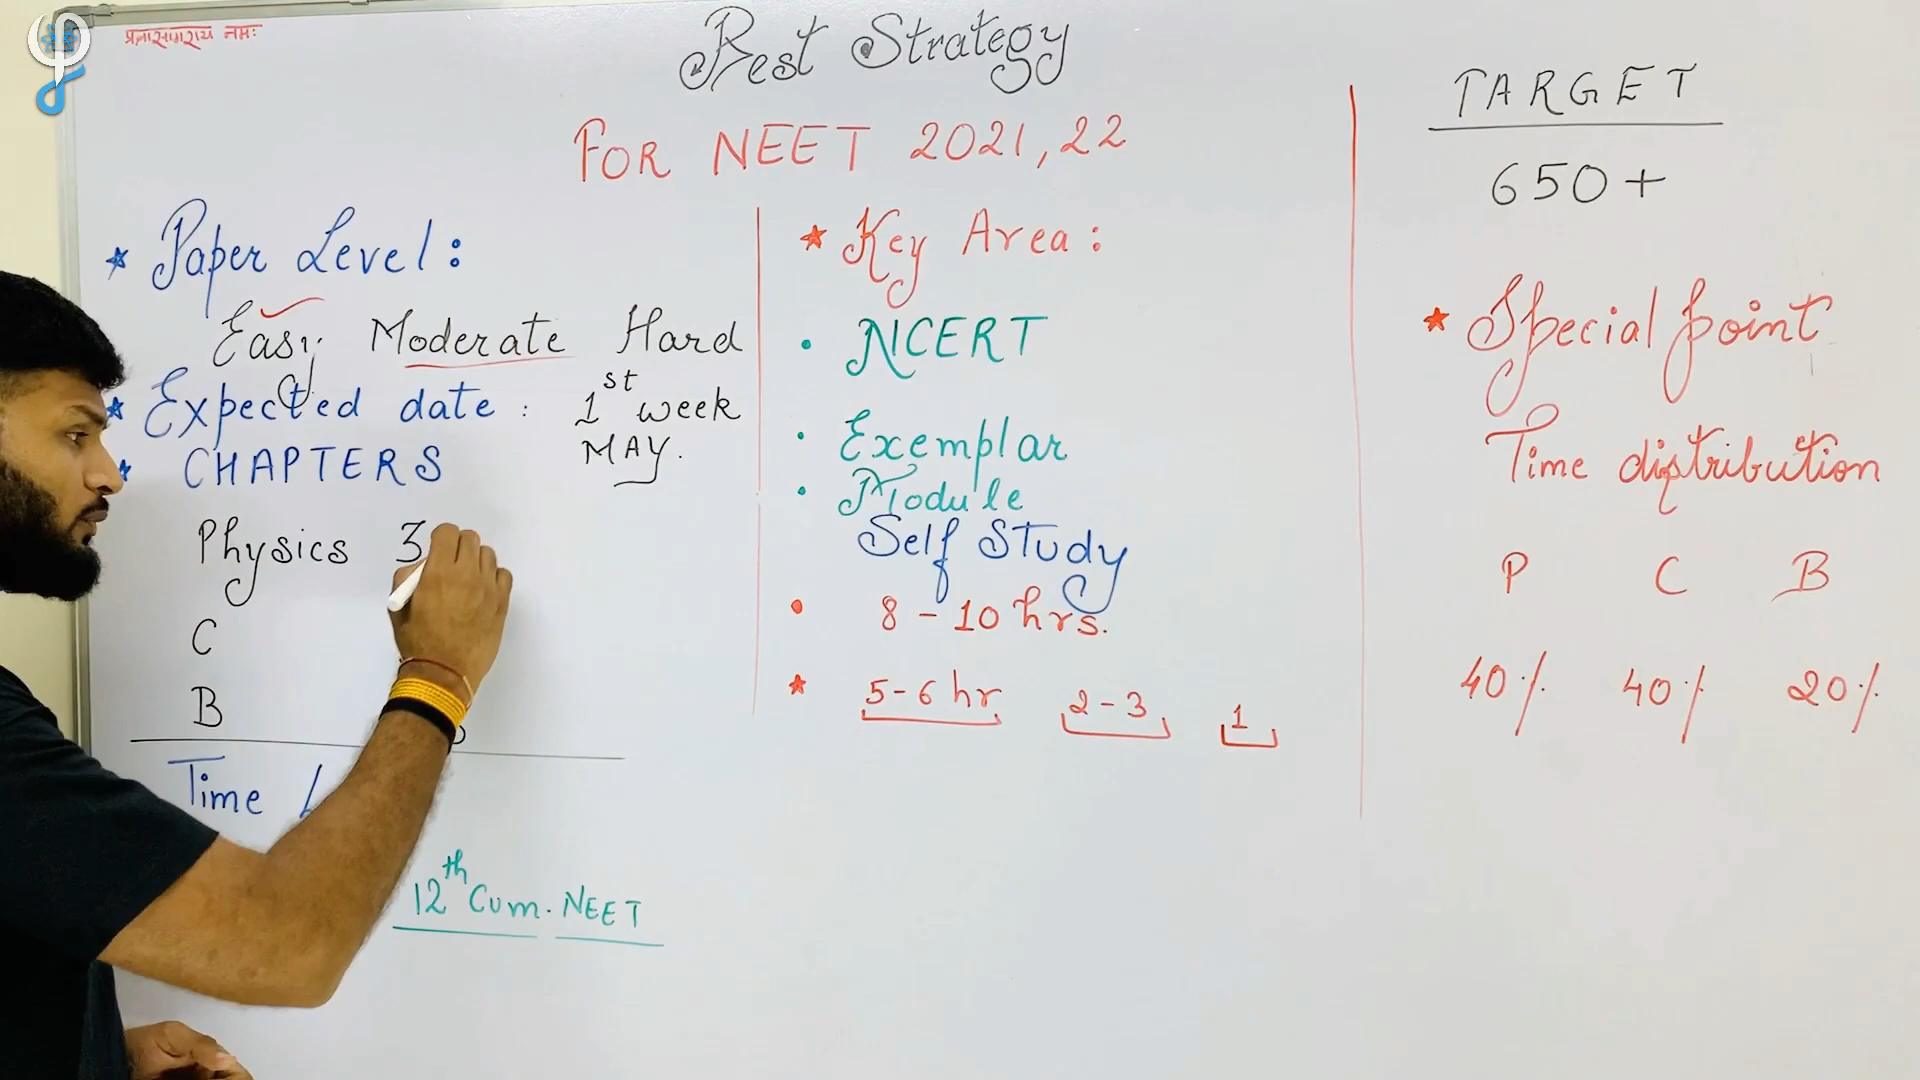 प्रज्ञासागराय नमः
Best Strategy
FOR NEET 2021, 22
★ Paper Level:
Easy Moderate Hard
★ Expected date : 1st week
MAY.
★ CHAPTERS
Physics 3
C
B
Time
12th Cum. NEET
★ Key Area:
• NCERT
• Exemplar
• Module
Self Study
• 8 - 10 hrs.
★ 5-6 hr 2-3 1
TARGET
650+
★ Special point
Time distribution
P C B
40% 40% 20%